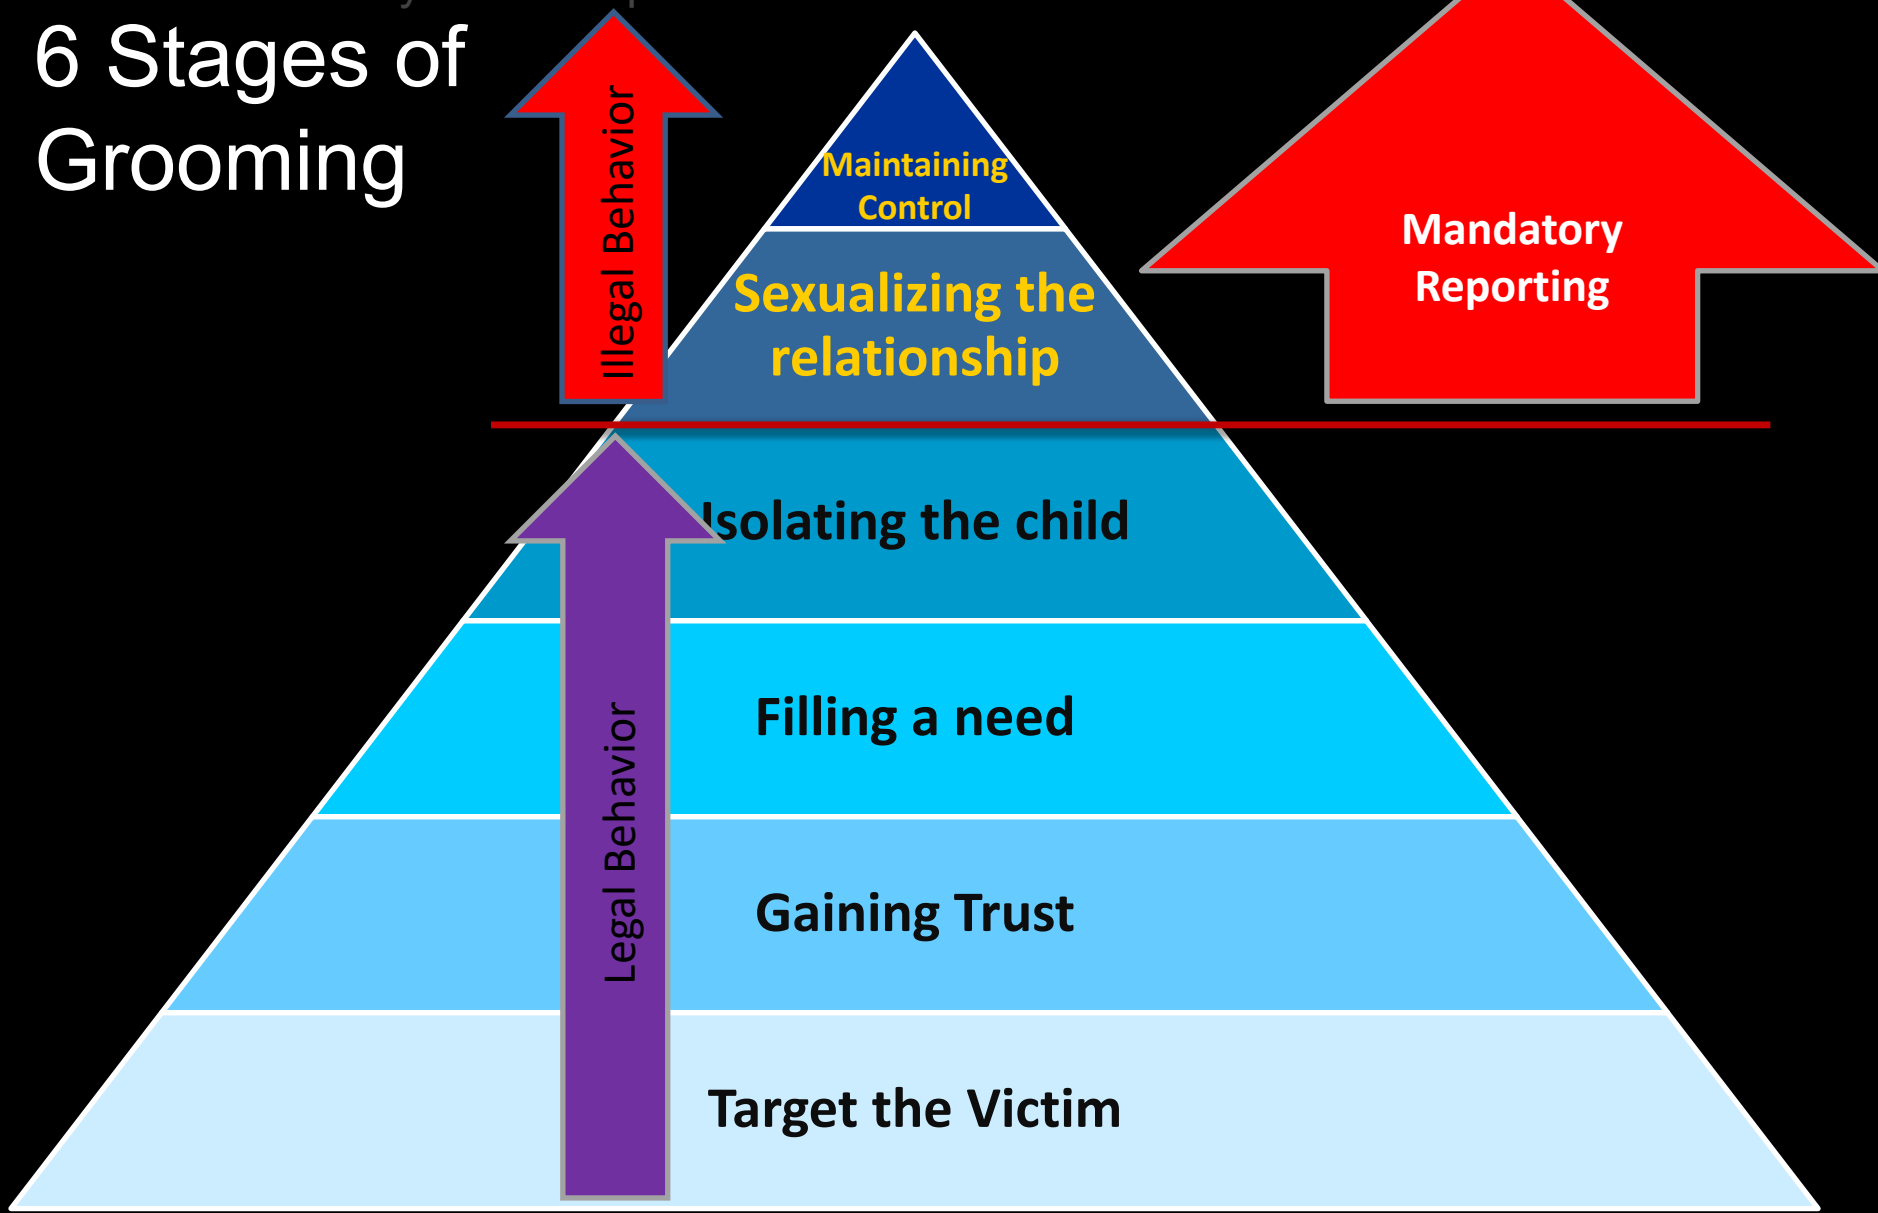 6 Stages of
Grooming
Illegal Behavior
Maintaining
Control
Mandatory
Reporting
Sexualizing the
relationship
Isolating the child
Filling a need
Legal Behavior
Gaining Trust
Target the Victim